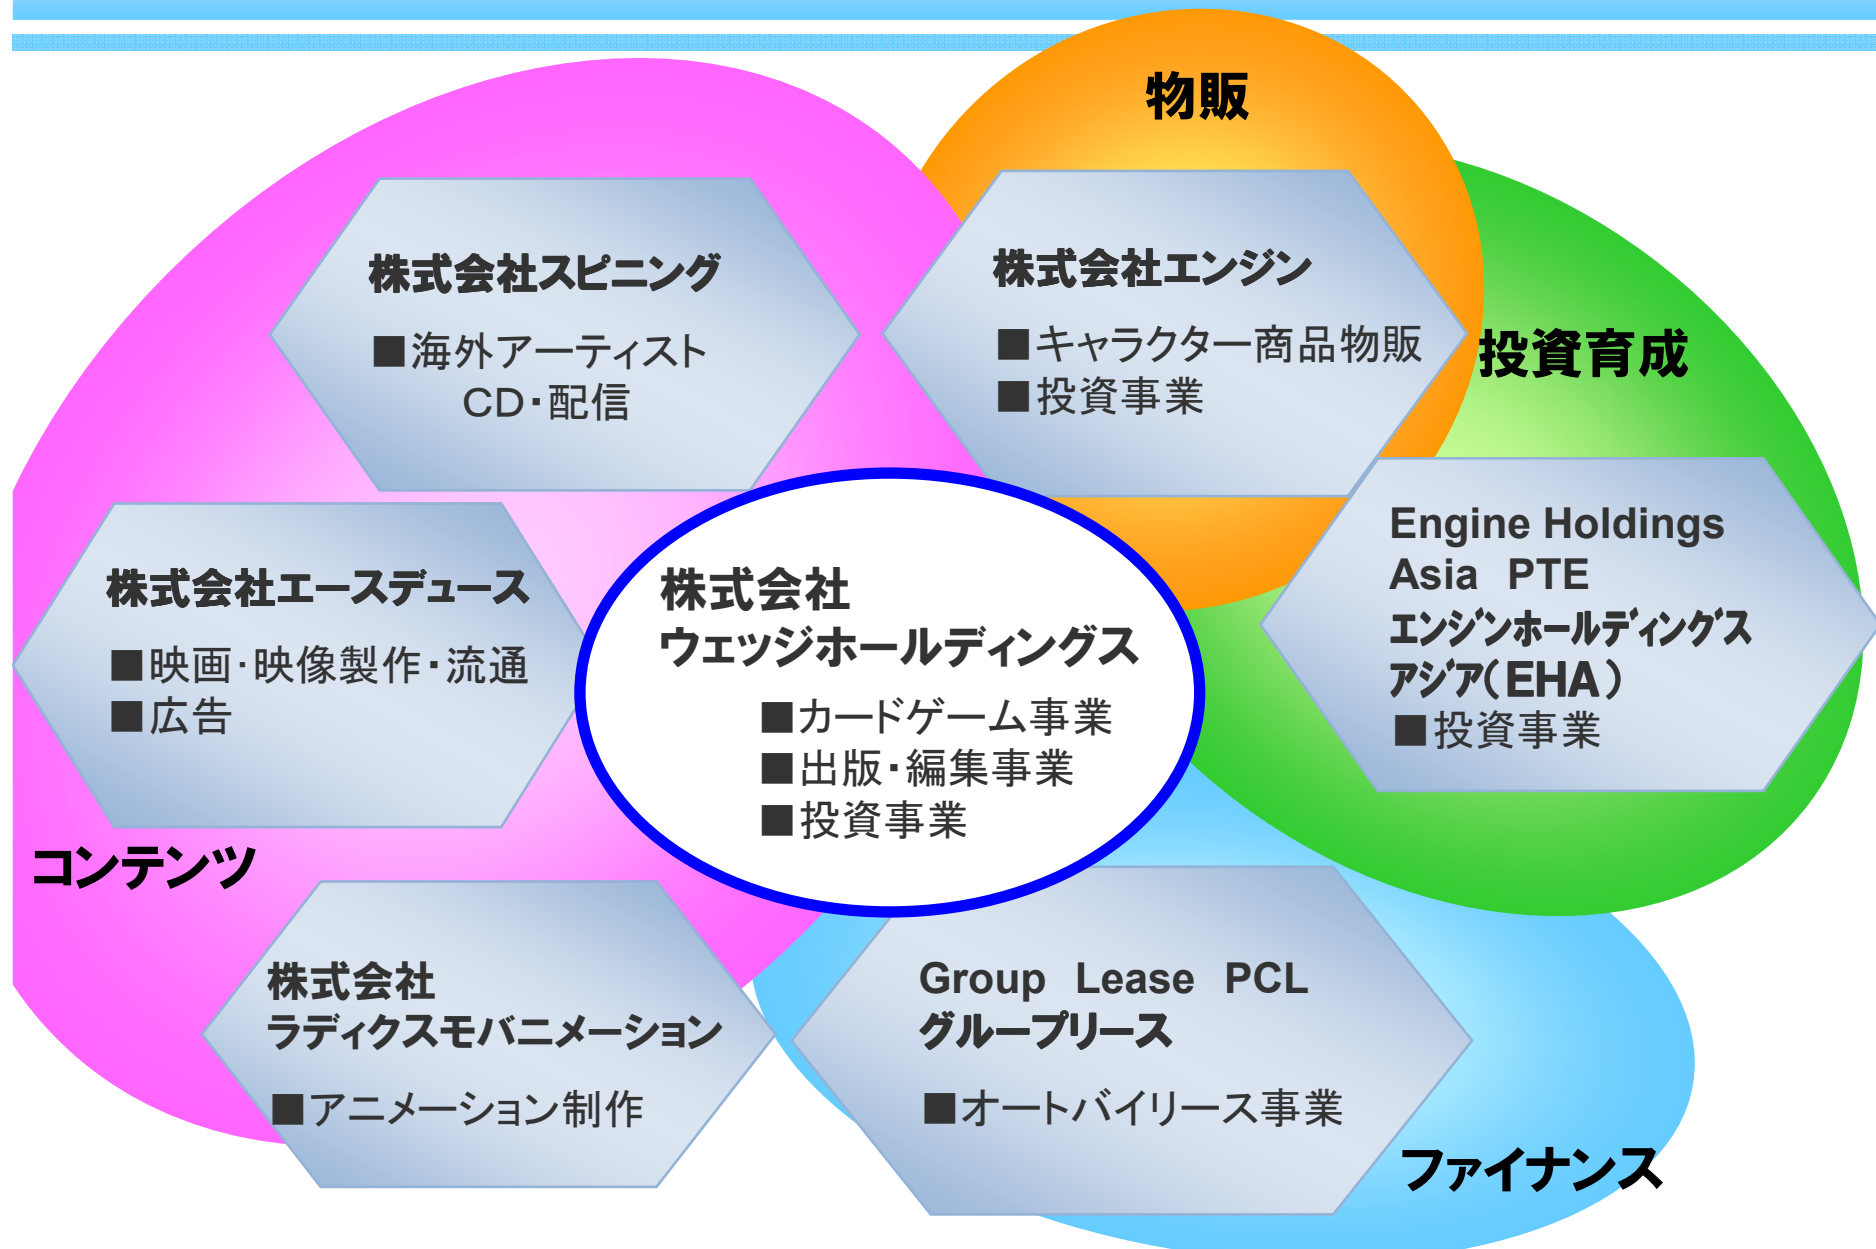 物販
株式会社スピニング
■海外アーティスト
CD・配信
株式会社エンジン
■キャラクター商品物販
■投資事業
投資育成
株式会社エースデュース
■映画・映像製作・流通
■広告
株式会社
ウェッジホールディングス
■カードゲーム事業
■出版・編集事業
■投資事業
Engine Holdings
Asia PTE
エンジンホールディングス
アジア(EHA)
■投資事業
コンテンツ
株式会社
ラディクスモバニメーション
■アニメーション制作
Group Lease PCL
グループリース
■オートバイリース事業
ファイナンス